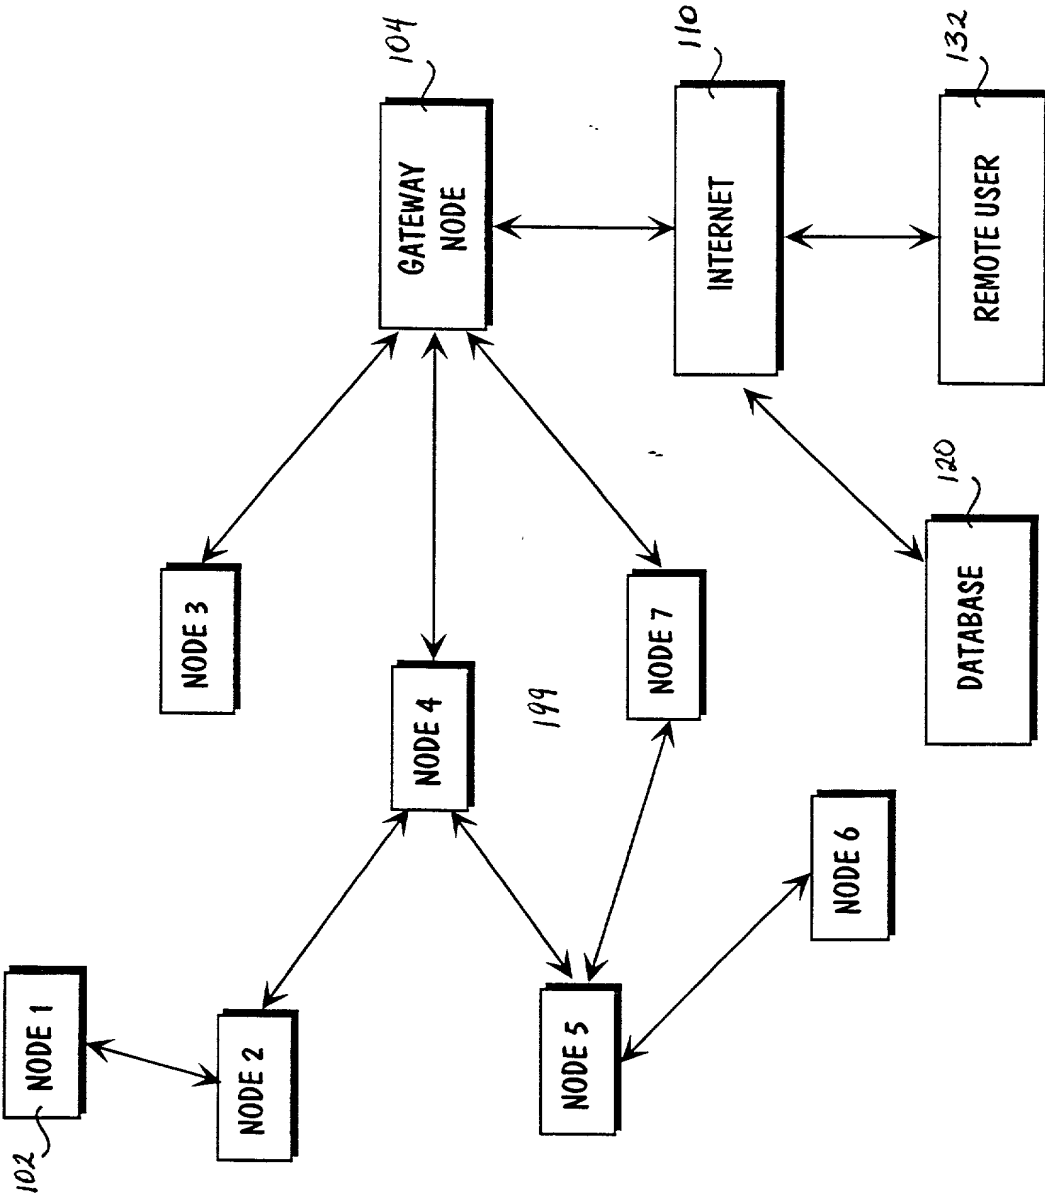 102
NODE 1
NODE 2
NODE 3
NODE 4
NODE 5
199
NODE 7
NODE 6
GATEWAY
NODE
104
INTERNET
110
DATABASE
120
REMOTE USER
132